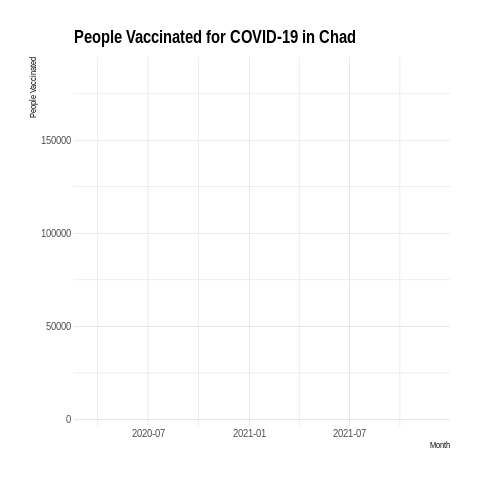 People Vaccinated for COVID-19 in Chad
People Vaccinated
150000
100000
50000
0
2020-07 2021-01 2021-07
Month